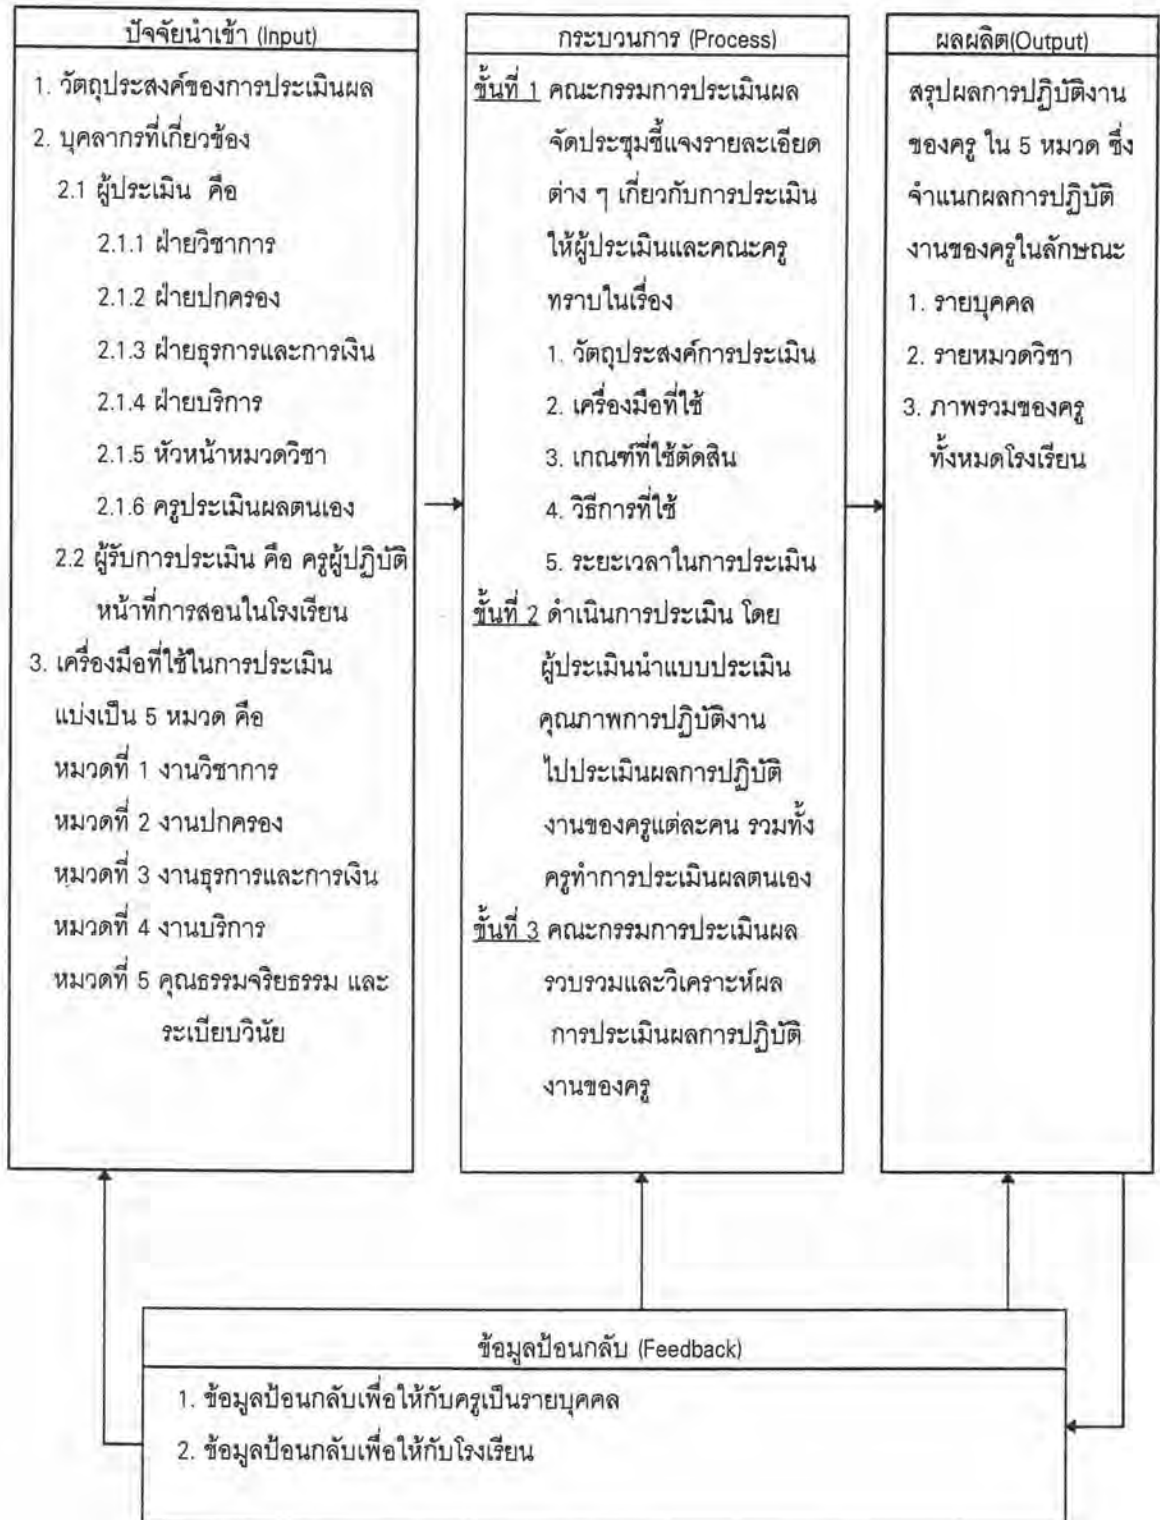 ปัจจัยนำเข้า (Input)
1. วัตถุประสงค์ของการประเมินผล
2. บุคลากรที่เกี่ยวข้อง
2.1 ผู้ประเมิน คือ
2.1.1 ฝ่ายวิชาการ
2.1.2 ฝ่ายปกครอง
2.1.3 ฝ่ายธุรการและการเงิน
2.1.4 ฝ่ายบริการ
2.1.5 หัวหน้าหมวดวิชา
2.1.6 ครูประเมินผลตนเอง
2.2 ผู้รับการประเมิน คือ ครูผู้ปฏิบัติ
หน้าที่การสอนในโรงเรียน
3. เครื่องมือที่ใช้ในการประเมิน
แบ่งเป็น 5 หมวด คือ
หมวดที่ 1 งานวิชาการ
หมวดที่ 2 งานปกครอง
หมวดที่ 3 งานธุรการและการเงิน
หมวดที่ 4 งานบริการ
หมวดที่ 5 คุณธรรมจริยธรรม และ
ระเบียบวินัย
กระบวนการ (Process)
ขั้นที่ 1 คณะกรรมการประเมินผล
จัดประชุมชี้แจงรายละเอียด
ต่าง ๆ เกี่ยวกับการประเมิน
ให้ผู้ประเมินและคณะครู
ทราบในเรื่อง
1. วัตถุประสงค์การประเมิน
2. เครื่องมือที่ใช้
3. เกณฑ์ที่ใช้ตัดสิน
4. วิธีการที่ใช้
5. ระยะเวลาในการประเมิน
ขั้นที่ 2 ดำเนินการประเมิน โดย
ผู้ประเมินนำแบบประเมิน
คุณภาพการปฏิบัติงาน
ไปประเมินผลการปฏิบัติ
งานของครูแต่ละคน รวมทั้ง
ครูทำการประเมินผลตนเอง
ขั้นที่ 3 คณะกรรมการประเมินผล
รวบรวมและวิเคราะห์ผล
การประเมินผลการปฏิบัติ
งานของครู
ผลผลิต(Output)
สรุปผลการปฏิบัติงาน
ของครู ใน 5 หมวด ซึ่ง
จำแนกผลการปฏิบัติ
งานของครูในลักษณะ
1. รายบุคคล
2. รายหมวดวิชา
3. ภาพรวมของครู
ทั้งหมดโรงเรียน
ข้อมูลป้อนกลับ (Feedback)
1. ข้อมูลป้อนกลับเพื่อให้กับครูเป็นรายบุคคล
2. ข้อมูลป้อนกลับเพื่อให้กับโรงเรียน